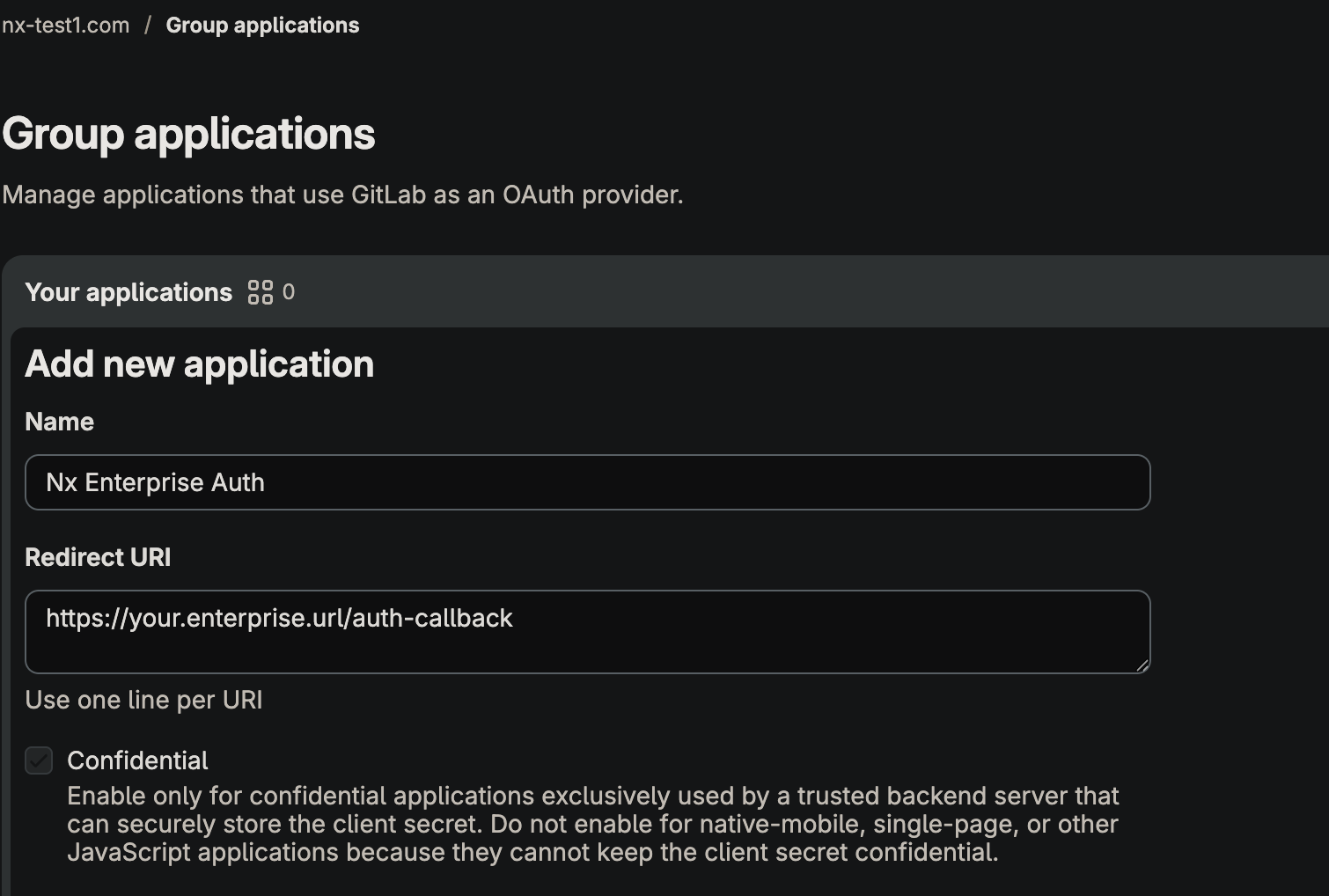 nx-test1.com / Group applications
Group applications
Manage applications that use GitLab as an OAuth provider.
Your applications 0
Add new application
Name
Nx Enterprise Auth
Redirect URI
https://your.enterprise.url/auth-callback
Use one line per URI
Confidential
Enable only for confidential applications exclusively used by a trusted backend server that
can securely store the client secret. Do not enable for native-mobile, single-page, or other
JavaScript applications because they cannot keep the client secret confidential.